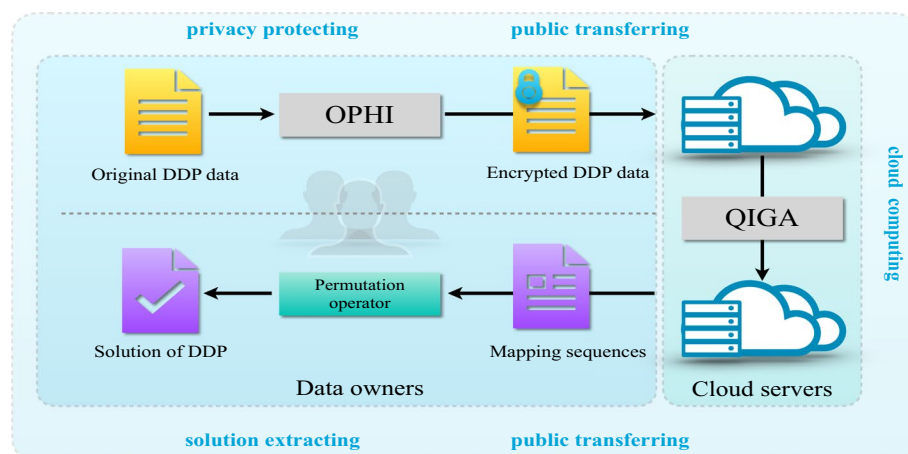 privacy protecting
public transferring
OPHI
Original DDP data
Encrypted DDP data
QIGA
cloud computing
Permutation
operator
Solution of DDP
Mapping sequences
Data owners
Cloud servers
solution extracting
public transferring